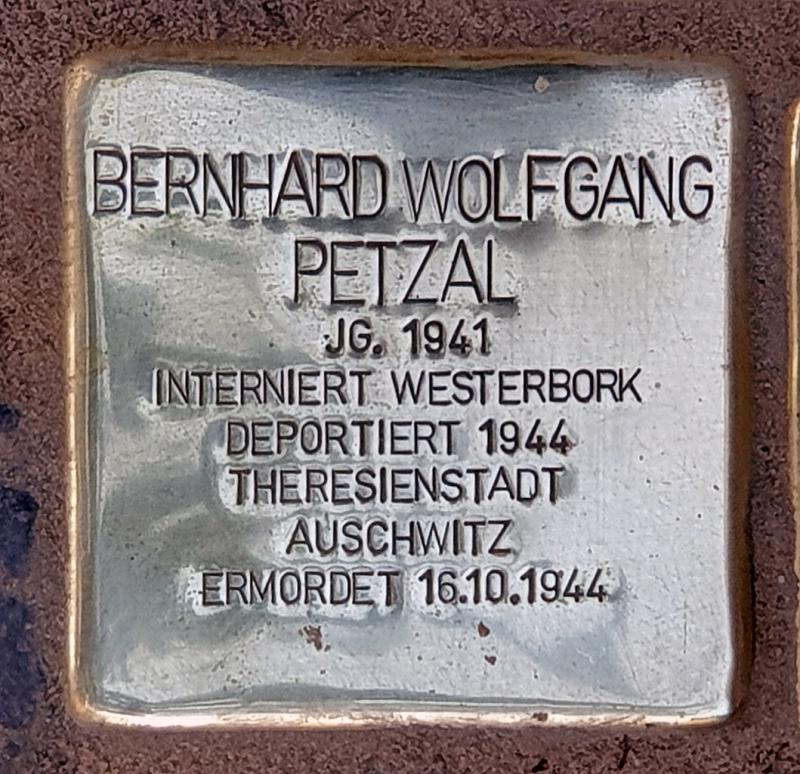 BERNHARD WOLFGANG
PETZAL
JG. 1941
INTERNIERT WESTERBORK
DEPORTIERT 1944
THERESIENSTADT
AUSCHWITZ
ERMORDET 16.10.1944